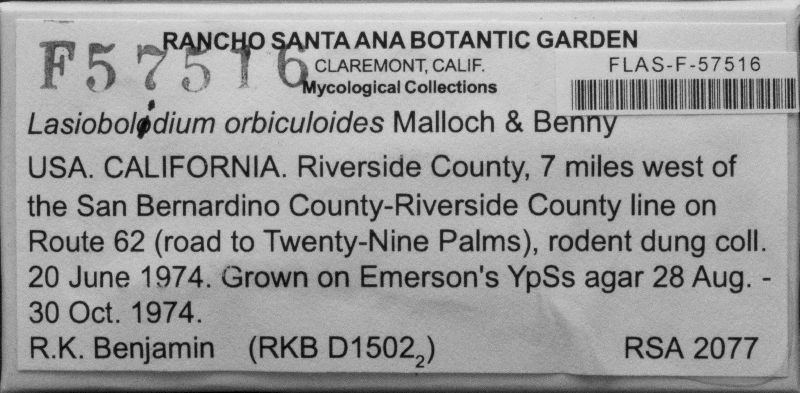 RANCHO SANTA ANA BOTANTIC GARDEN
F57516
CLAREMONT, CALIF.
FLAS-F-57516
Mycological Collections
Lasiobolidium orbiculoides Malloch & Benny
USA. CALIFORNIA. Riverside County, 7 miles west of
the San Bernardino County-Riverside County line on
Route 62 (road to Twenty-Nine Palms), rodent dung coll.
20 June 1974. Grown on Emerson's YpSs agar 28 Aug. -
30 Oct. 1974.
R.K. Benjamin (RKB D1502₂) RSA 2077